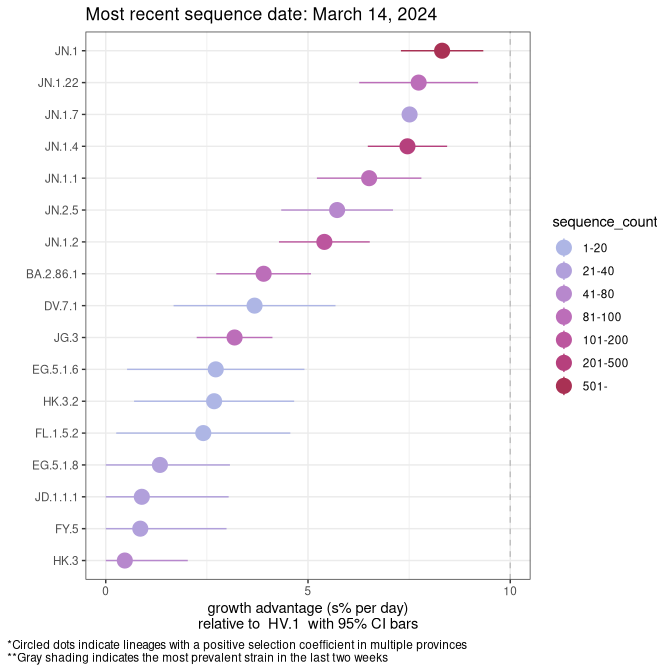 Most recent sequence date: March 14, 2024
JN.1
JN.1.22
JN.1.7
JN.1.4
JN.1.1
JN.2.5
JN.1.2
BA.2.86.1
DV.7.1
JG.3
EG.5.1.6
HK.3.2
FL.1.5.2
EG.5.1.8
JD.1.1.1
FY.5
HK.3
0 5 10
growth advantage (s% per day)
relative to HV.1 with 95% CI bars
sequence_count
1-20
21-40
41-80
81-100
101-200
201-500
501-
*Circled dots indicate lineages with a positive selection coefficient in multiple provinces
**Gray shading indicates the most prevalent strain in the last two weeks